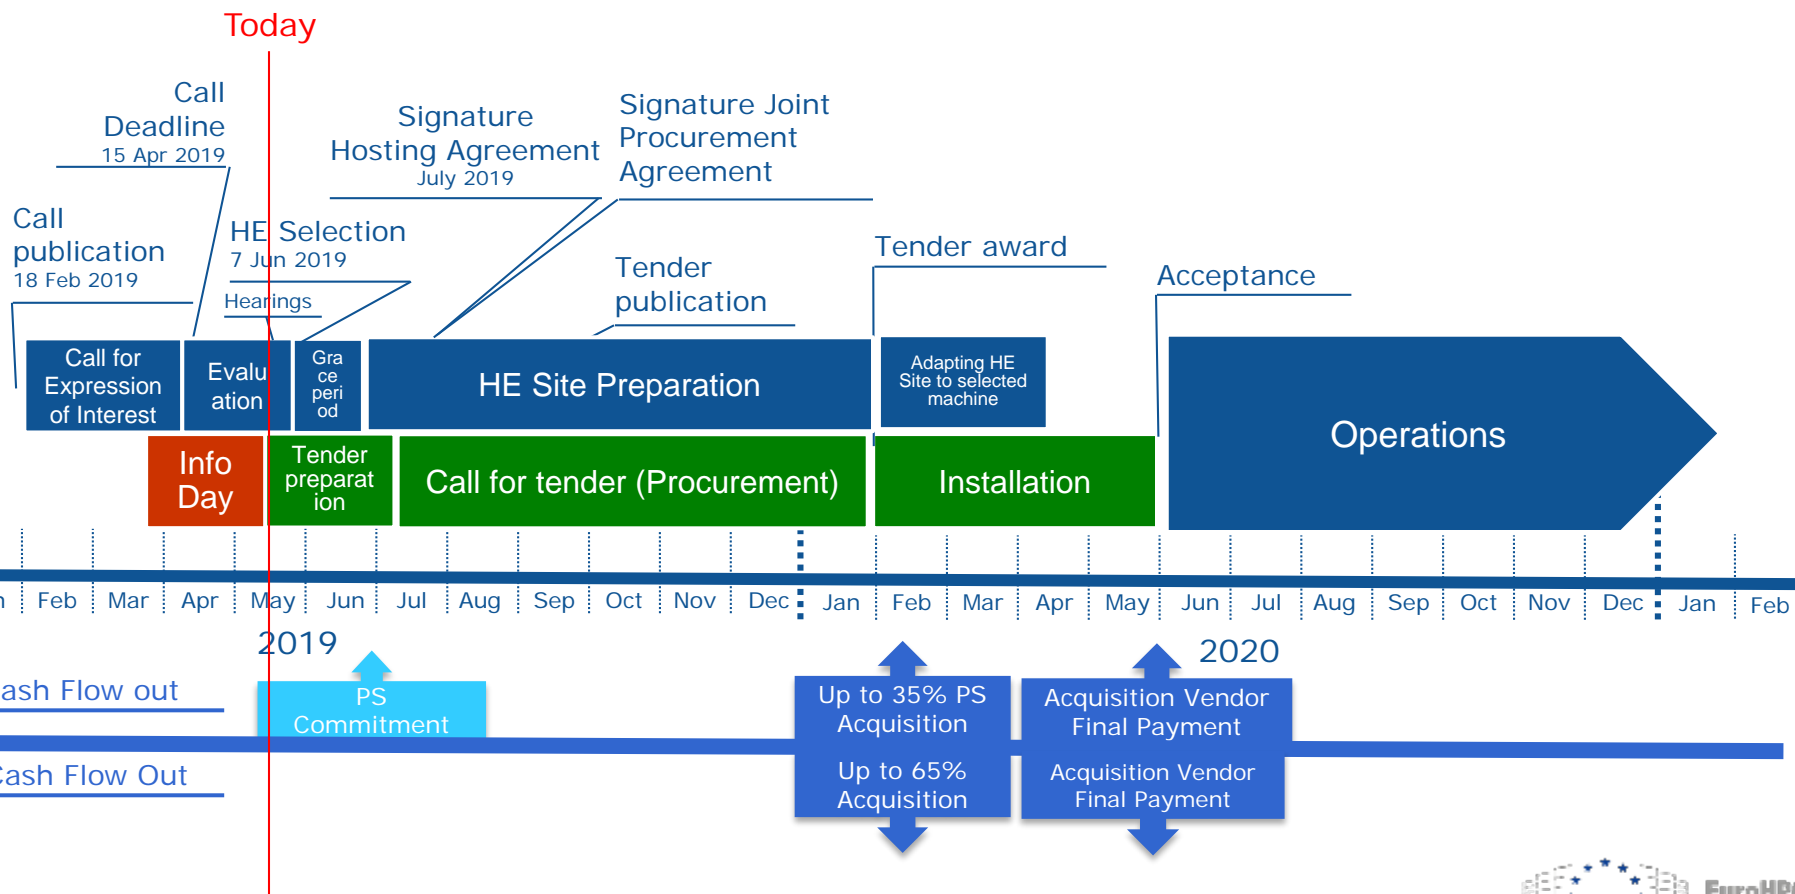 Today
Call
Deadline
15 Apr 2019
Signature
Hosting Agreement
July 2019
Signature Joint
Procurement
Agreement
Call
publication
18 Feb 2019
HE Selection
7 Jun 2019
Hearings
Tender
publication
Tender award
Acceptance
Call for
Expression
of Interest
Evalu
ation
Gra
ce
peri
od
HE Site Preparation
Adapting HE
Site to selected
machine
Operations
Info
Day
Tender
preparat
ion
Call for tender (Procurement)
Installation
Feb Mar Apr May Jun Jul Aug Sep Oct Nov Dec Jan Feb Mar Apr May Jun Jul Aug Sep Oct Nov Dec Jan Feb
2019
2020
ash Flow out
PS
Commitment
Up to 35% PS
Acquisition
Acquisition Vendor
Final Payment
Cash Flow Out
Up to 65%
Acquisition
Acquisition Vendor
Final Payment